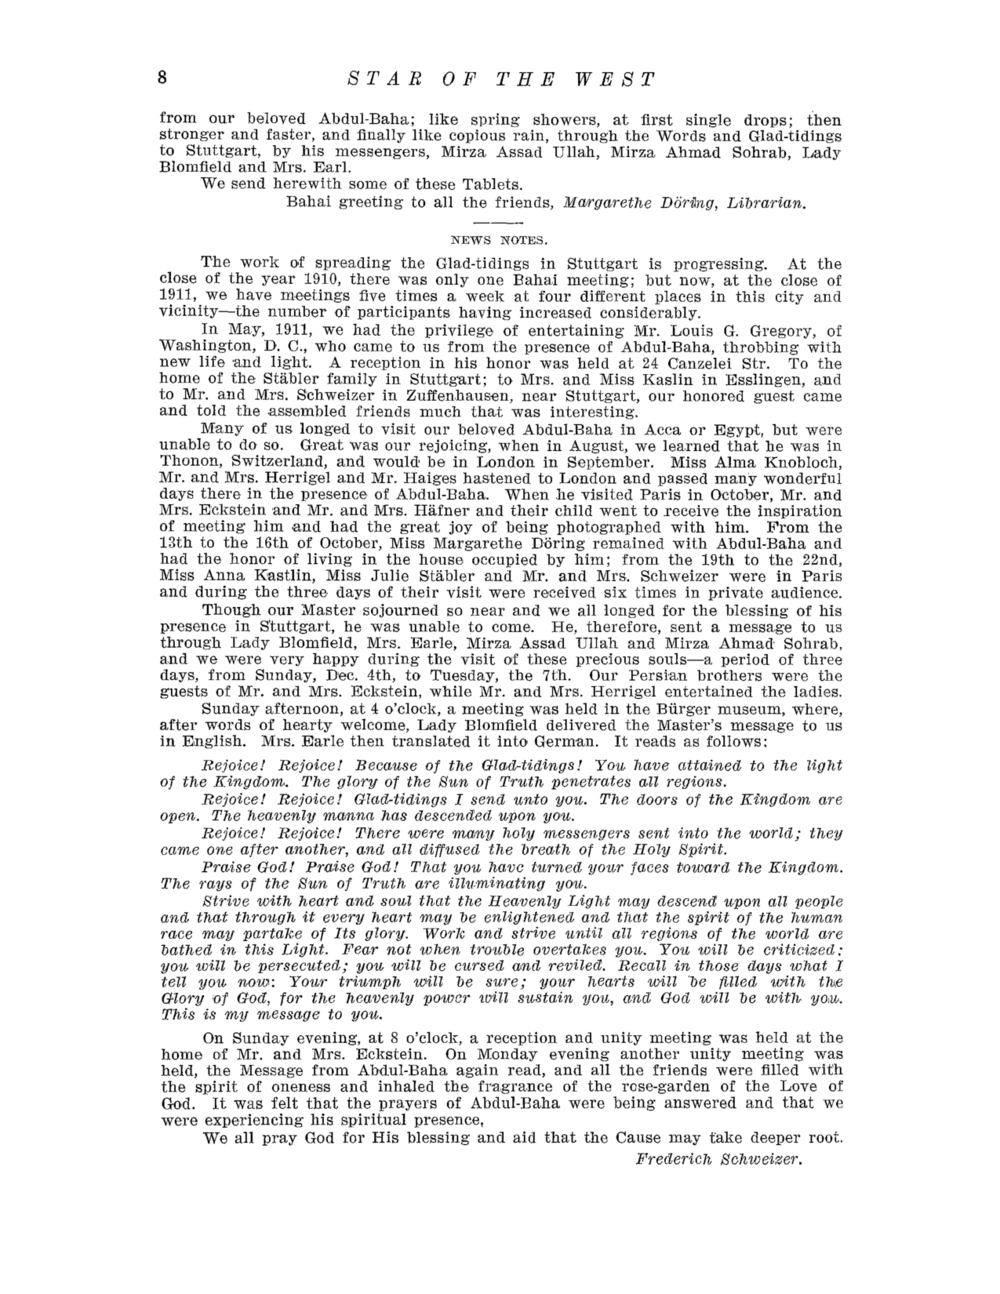 8 STAR OF THE WEST
from our beloved Abdul-Baha; like spring showers, at first single drops; then
stronger and faster, and finally like copious rain, through the Words and Glad-tidings
to Stuttgart, by his messengers, Mirza Assad Ullah, Mirza Ahmad Sohrab, Lady
Blomfield and Mrs. Earl.
We send herewith some of these Tablets.
Bahai greeting to all the friends, Margarethe Döring, Librarian.
NEWS NOTES.
The work of spreading the Glad-tidings in Stuttgart is progressing. At the
close of the year 1910, there was only one Bahai meeting; but now, at the close of
1911, we have meetings five times a week at four different places in this city and
vicinity—the number of participants having increased considerably.
In May, 1911, we had the privilege of entertaining Mr. Louis G. Gregory, of
Washington, D. C., who came to us from the presence of Abdul-Baha, throbbing with
new life and light. A reception in his honor was held at 24 Canzelei Str. To the
home of the Stäbler family in Stuttgart; to Mrs. and Miss Kaslin in Esslingen, and
to Mr. and Mrs. Schweizer in Zuffenhausen, near Stuttgart, our honored guest came
and told the assembled friends much that was interesting.
Many of us longed to visit our beloved Abdul-Baha in Acca or Egypt, but were
unable to do so. Great was our rejoicing, when in August, we learned that he was in
Thonon, Switzerland, and would be in London in September. Miss Alma Knobloch,
Mr. and Mrs. Herrigel and Mr. Haiges hastened to London and passed many wonderful
days there in the presence of Abdul-Baha. When he visited Paris in October, Mr. and
Mrs. Eckstein and Mr. and Mrs. Häfner and their child went to receive the inspiration
of meeting him and had the great joy of being photographed with him. From the
13th to the 16th of October, Miss Margarethe Döring remained with Abdul-Baha and
had the honor of living in the house occupied by him; from the 19th to the 22nd,
Miss Anna Kastlin, Miss Julie Stäbler and Mr. and Mrs. Schweizer were in Paris
and during the three days of their visit were received six times in private audience.
Though our Master sojourned so near and we all longed for the blessing of his
presence in Stuttgart, he was unable to come. He, therefore, sent a message to us
through Lady Blomfield, Mrs. Earle, Mirza Assad Ullah and Mirza Ahmad Sohrab,
and we were very happy during the visit of these precious souls—a period of three
days, from Sunday, Dec. 4th, to Tuesday, the 7th. Our Persian brothers were the
guests of Mr. and Mrs. Eckstein, while Mr. and Mrs. Herrigel entertained the ladies.
Sunday afternoon, at 4 o'clock, a meeting was held in the Bürger museum, where,
after words of hearty welcome, Lady Blomfield delivered the Master's message to us
in English. Mrs. Earle then translated it into German. It reads as follows:
Rejoice! Rejoice! Because of the Glad-tidings! You have attained to the light
of the Kingdom. The glory of the Sun of Truth penetrates all regions.
Rejoice! Rejoice! Glad-tidings I send unto you. The doors of the Kingdom are
open. The heavenly manna has descended upon you.
Rejoice! Rejoice! There were many holy messengers sent into the world; they
came one after another, and all diffused the breath of the Holy Spirit.
Praise God! Praise God! That you have turned your faces toward the Kingdom.
The rays of the Sun of Truth are illuminating you.
Strive with heart and soul that the Heavenly Light may descend upon all people
and that through it every heart may be enlightened and that the spirit of the human
race may partake of Its glory. Work and strive until all regions of the world are
bathed in this Light. Fear not when trouble overtakes you. You will be criticized;
you will be persecuted; you will be cursed and reviled. Recall in those days what I
tell you now: Your triumph will be sure; your hearts will be filled with the
Glory of God, for the heavenly power will sustain you, and God will be with you.
This is my message to you.
On Sunday evening, at 8 o'clock, a reception and unity meeting was held at the
home of Mr. and Mrs. Eckstein. On Monday evening another unity meeting was
held, the Message from Abdul-Baha again read, and all the friends were filled with
the spirit of oneness and inhaled the fragrance of the rose-garden of the Love of
God. It was felt that the prayers of Abdul-Baha were being answered and that we
were experiencing his spiritual presence,
We all pray God for His blessing and aid that the Cause may take deeper root.
Frederich Schweizer.